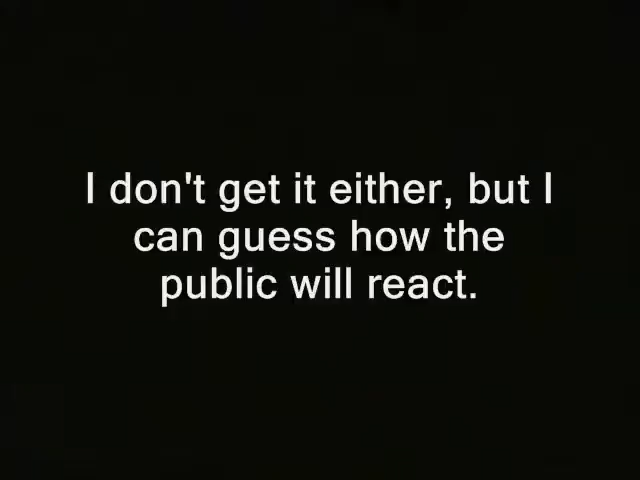 I don't get it either, but I
can guess how the
public will react.